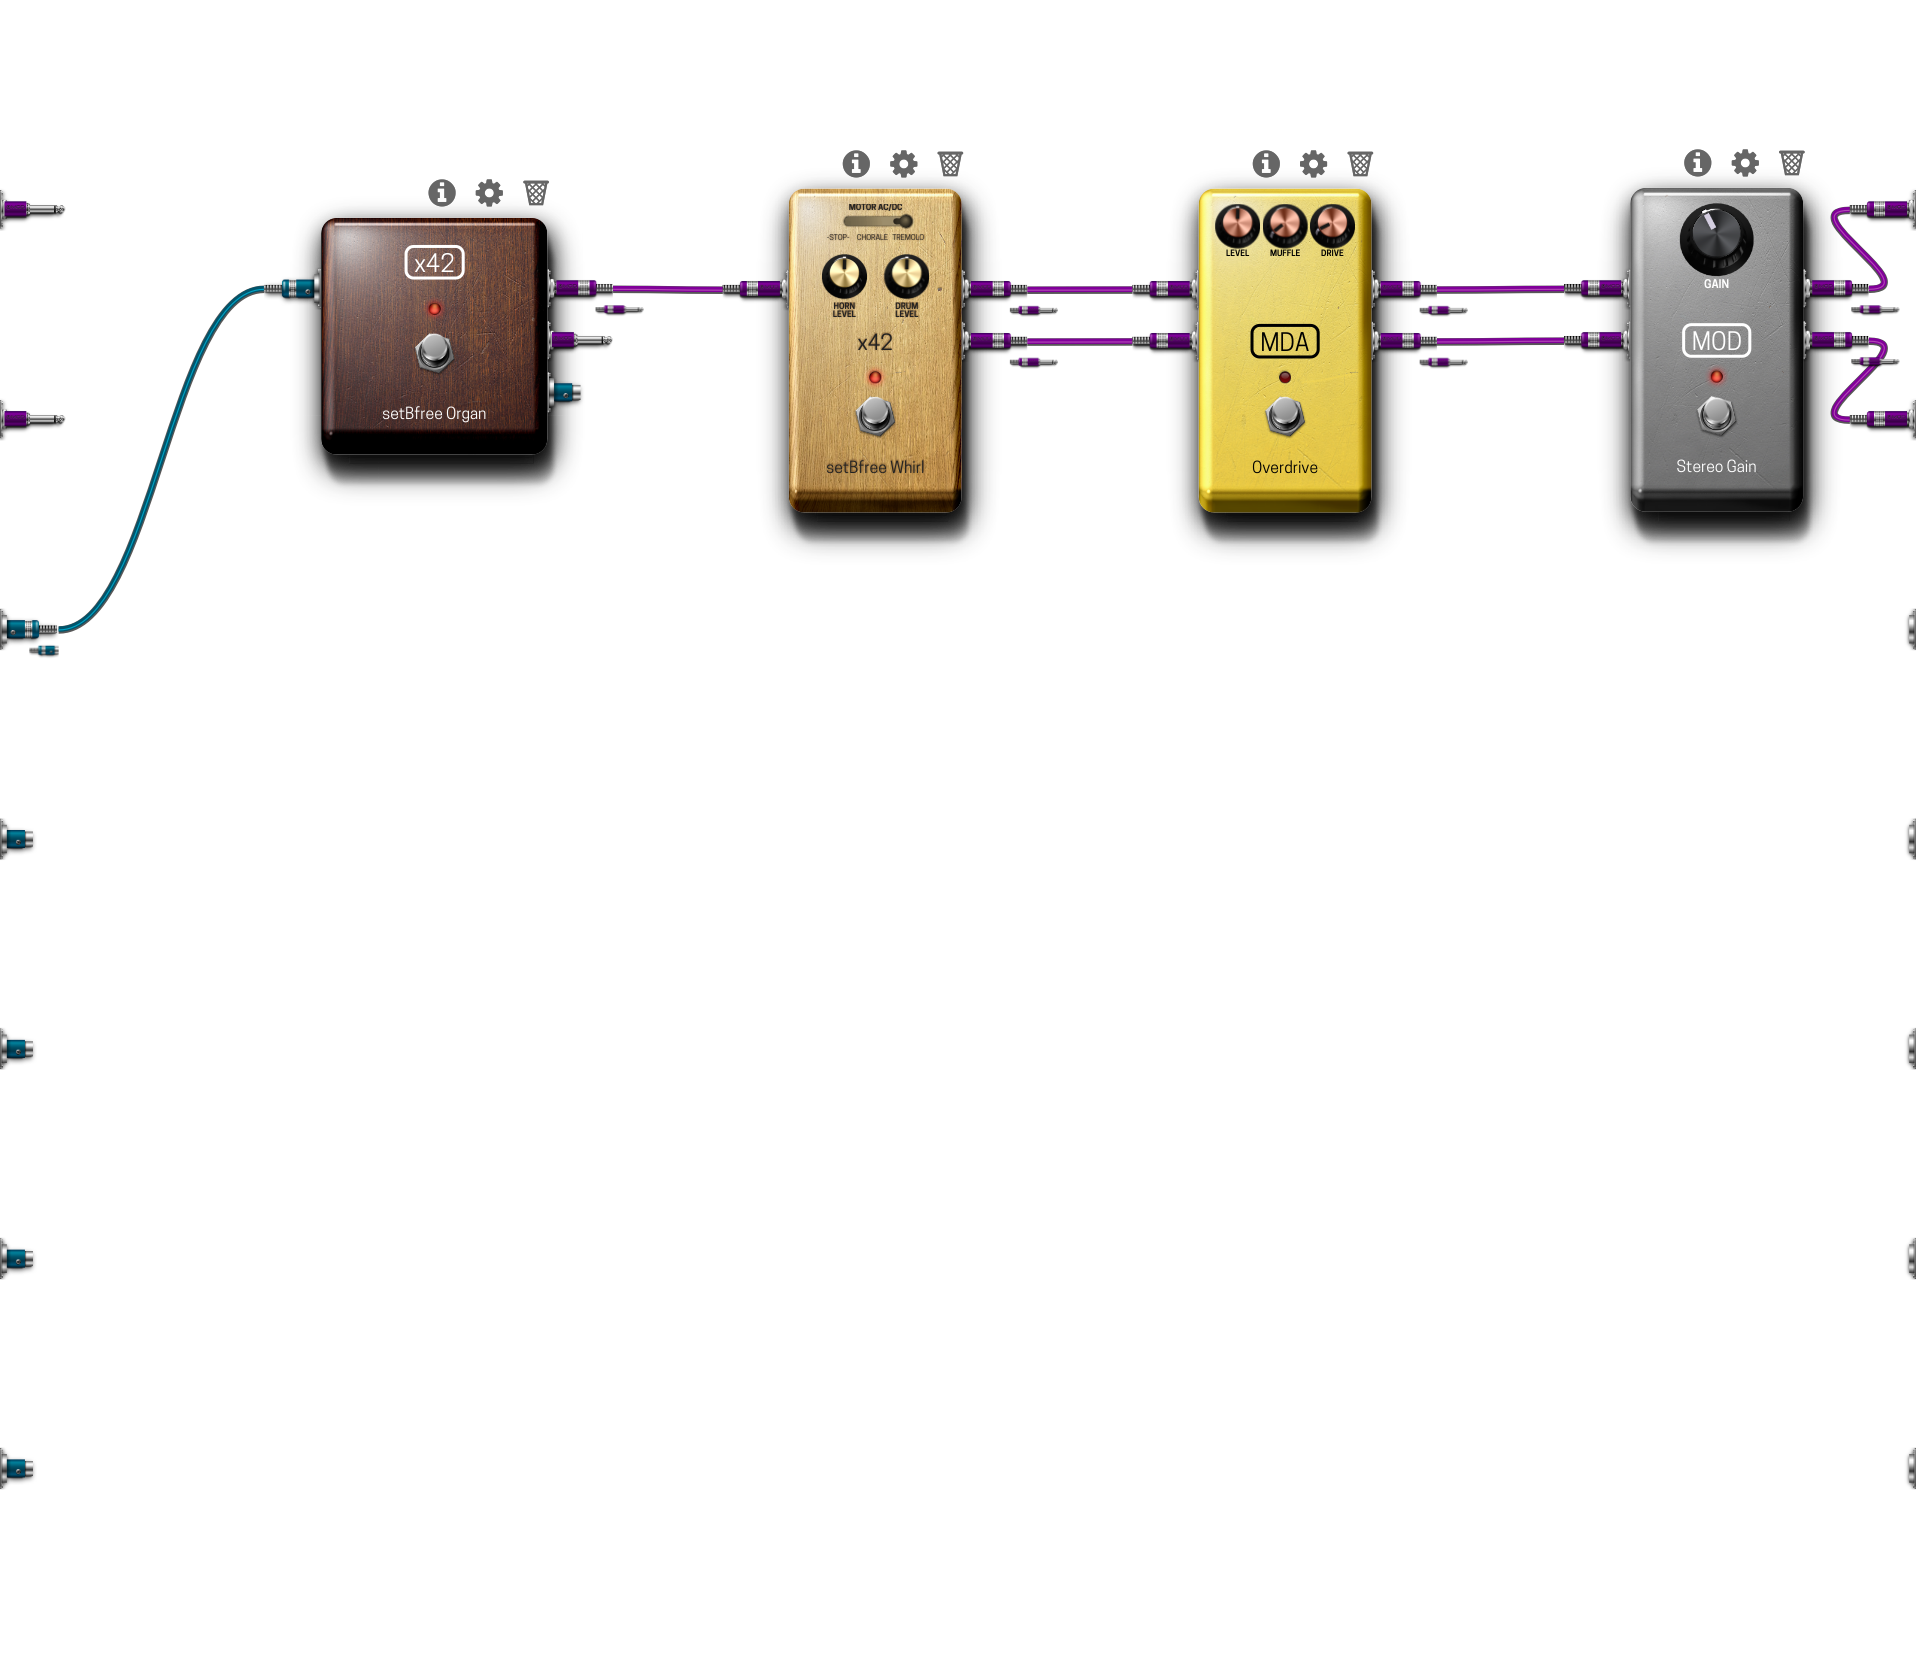 x42
setBfree Organ
MOTOR AC/DC
-STOP- CHORALE TREMOLO
HORN LEVEL
DRUM LEVEL
x42
setBfree Whirl
LEVEL MUFFLE DRIVE
MDA
Overdrive
GAIN
MOD
Stereo Gain